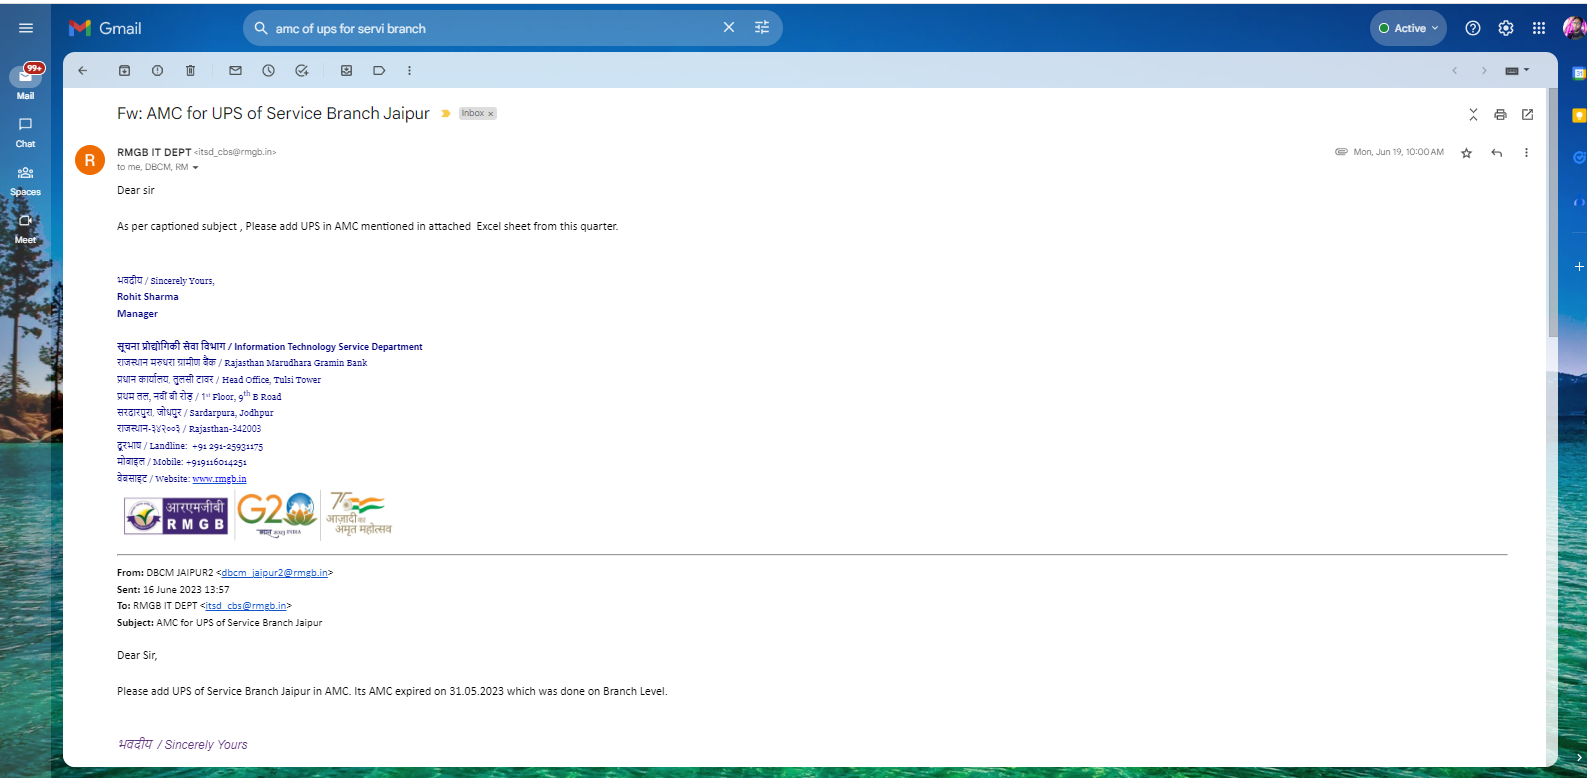 Gmail
amc of ups for servi branch
Active
99+
Mail
Chat
Spaces
Meet
Fw: AMC for UPS of Service Branch Jaipur
Inbox x
R
RMGB IT DEPT <itsd_cbs@rmgb.in>
to me, DBCM, RM
Mon, Jun 19, 10:00 AM
Dear sir
As per captioned subject , Please add UPS in AMC mentioned in attached  Excel sheet from this quarter.
भवदीय / Sincerely Yours,
Rohit Sharma
Manager
सूचना प्रोद्योगिकी सेवा विभाग / Information Technology Service Department
राजस्थान मरुधरा ग्रामीण बैंक / Rajasthan Marudhara Gramin Bank
प्रधान कार्यालय, तुलसी टावर / Head Office, Tulsi Tower
प्रथम तल, नवीं बी रोड़ / 1st Floor, 9th B Road
सरदारपुरा, जोधपुर / Sardarpura, Jodhpur
राजस्थान-३४२००३ / Rajasthan-342003
दूरभाष / Landline:  +91 291-25931175
मोबाइल / Mobile: +919116014251
वेबसाइट / Website: www.rmgb.in
आरएमजीबी
RMGB
G20
भारत 2023 INDIA
75
आज़ादी का
अमृत महोत्सव
From: DBCM JAIPUR2 <dbcm_jaipur2@rmgb.in>
Sent: 16 June 2023 13:57
To: RMGB IT DEPT <itsd_cbs@rmgb.in>
Subject: AMC for UPS of Service Branch Jaipur
Dear Sir,
Please add UPS of Service Branch Jaipur in AMC. Its AMC expired on 31.05.2023 which was done on Branch Level.
भवदीय / Sincerely Yours